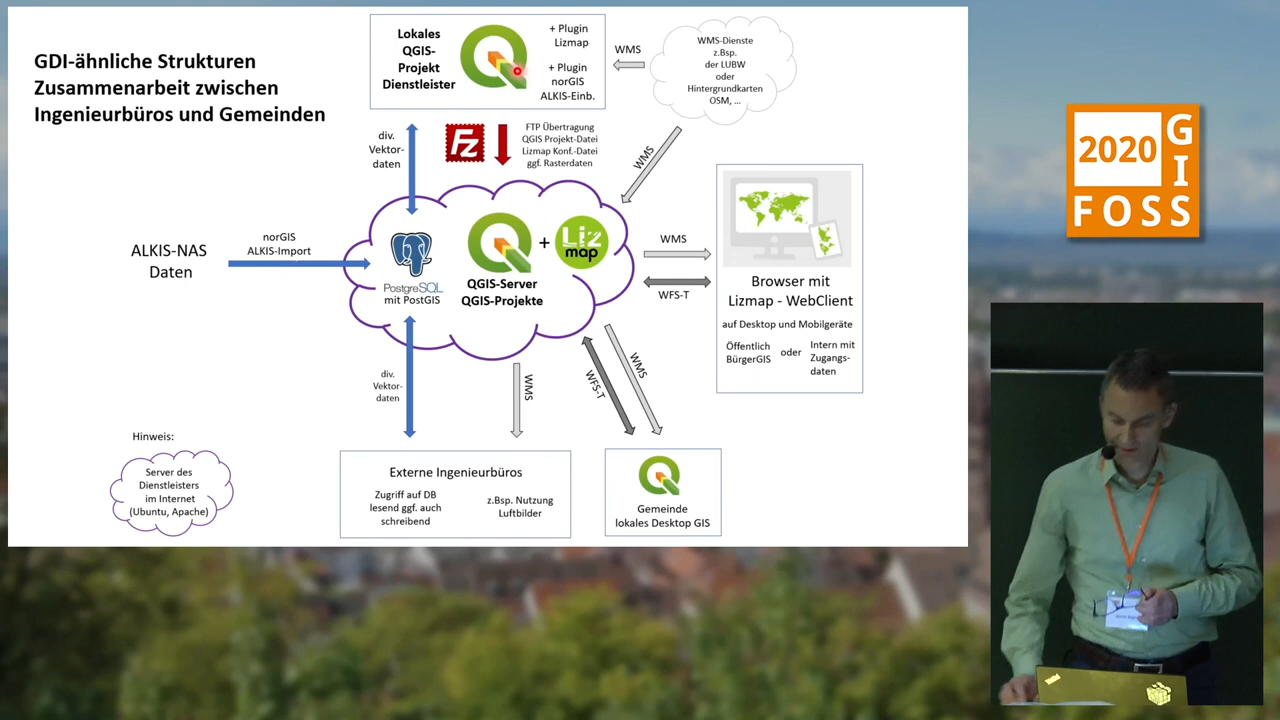 GDI-ähnliche Strukturen
Zusammenarbeit zwischen
Ingenieurbüros und Gemeinden
Lokales
QGIS-
Projekt
Dienstleister
+ Plugin
Lizmap
+ Plugin
norGIS
ALKIS-Einb.
WMS
WMS-Dienste
z.Bsp.
der LUBW
oder
Hintergrundkarten
OSM, ...
div.
Vektor-
daten
Fz
FTP Übertragung
QGIS Projekt-Datei
Lizmap Konf.-Datei
ggf. Rasterdaten
WMS
ALKIS-NAS
Daten
norGIS
ALKIS-Import
PostgreSQL
mit PostGIS
+
Liz
map
QGIS-Server
QGIS-Projekte
WMS
WFS-T
Browser mit
Lizmap - WebClient
auf Desktop und Mobilgeräte
Öffentlich
BürgerGIS
oder
Intern mit
Zugangs-
daten
div.
Vektor-
daten
WMS
WFS-T
WMS
Hinweis:
Server des
Dienstleisters
im Internet
(Ubuntu, Apache)
Externe Ingenieurbüros
Zugriff auf DB
lesend ggf. auch
schreibend
z.Bsp. Nutzung
Luftbilder
Gemeinde
lokales Desktop GIS
2020
GIS
FOSS